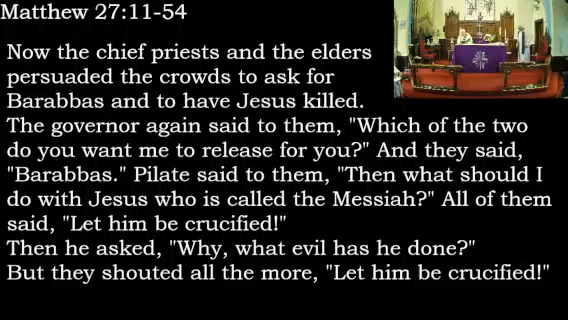 Matthew 27:11-54
Now the chief priests and the elders
persuaded the crowds to ask for
Barabbas and to have Jesus killed.
The governor again said to them, "Which of the two
do you want me to release for you?" And they said,
"Barabbas." Pilate said to them, "Then what should I
do with Jesus who is called the Messiah?" All of them
said, "Let him be crucified!"
Then he asked, "Why, what evil has he done?"
But they shouted all the more, "Let him be crucified!"